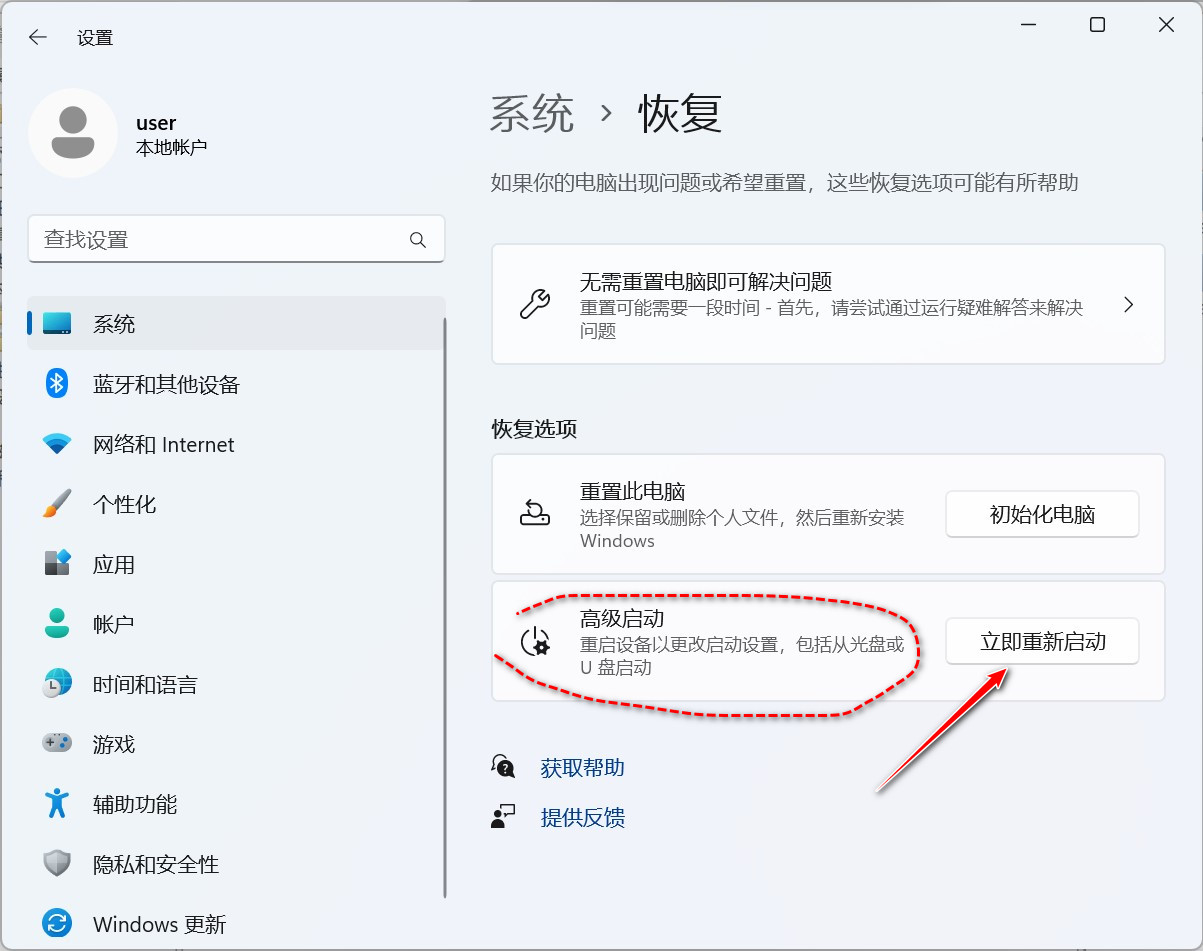 设置
user
本地帐户
查找设置
系统
蓝牙和其他设备
网络和 Internet
个性化
应用
帐户
时间和语言
游戏
辅助功能
隐私和安全性
Windows 更新
系统 › 恢复
如果你的电脑出现问题或希望重置，这些恢复选项可能有所帮助
无需重置电脑即可解决问题
重置可能需要一段时间 - 首先，请尝试通过运行疑难解答来解决
问题
恢复选项
重置此电脑
选择保留或删除个人文件，然后重新安装
Windows
初始化电脑
高级启动
重启设备以更改启动设置，包括从光盘或
U 盘启动
立即重新启动
获取帮助
提供反馈